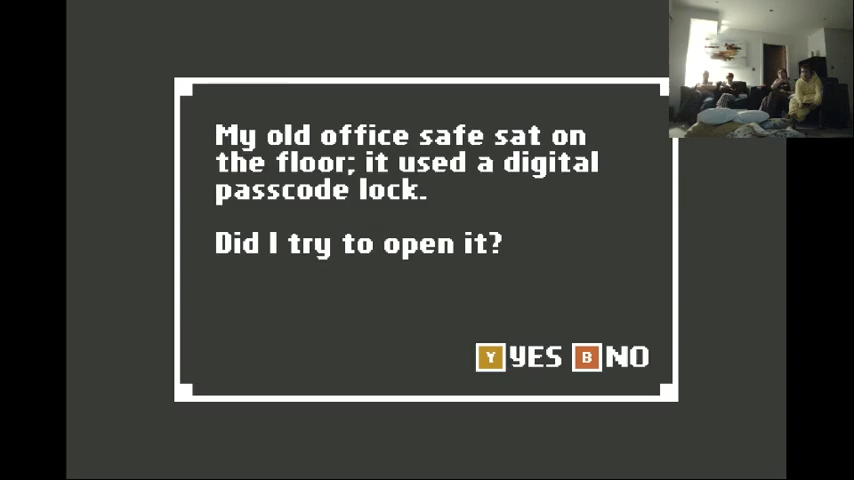 My old office safe sat on
the floor; it used a digital
passcode lock.
Did I try to open it?
Y YES B NO